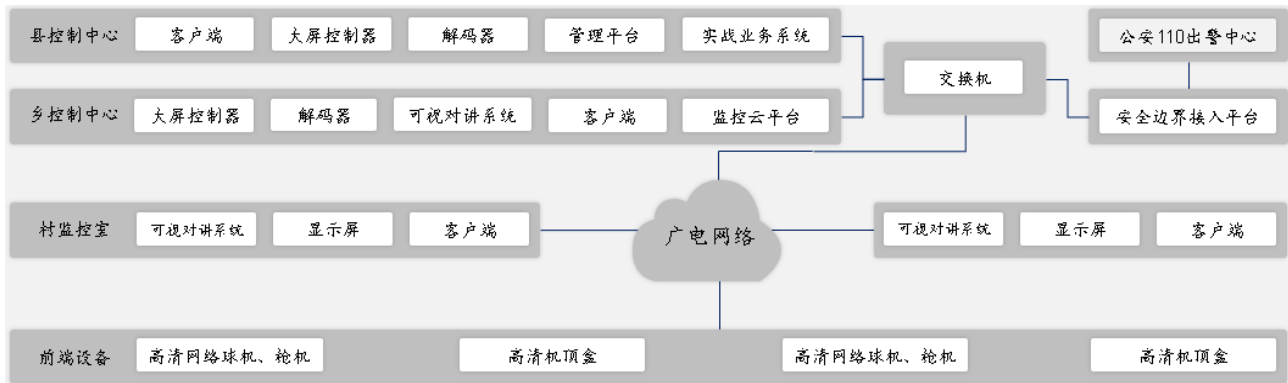 县控制中心 客户端 大屏控制器 解码器 管理平台 实战业务系统
公安110出警中心
交换机
乡控制中心 大屏控制器 解码器 可视对讲系统 客户端 监控云平台
安全边界接入平台
村监控室 可视对讲系统 显示屏 客户端
广电网络
可视对讲系统 显示屏 客户端
前端设备 高清网络球机、枪机 高清机顶盒 高清网络球机、枪机 高清机顶盒